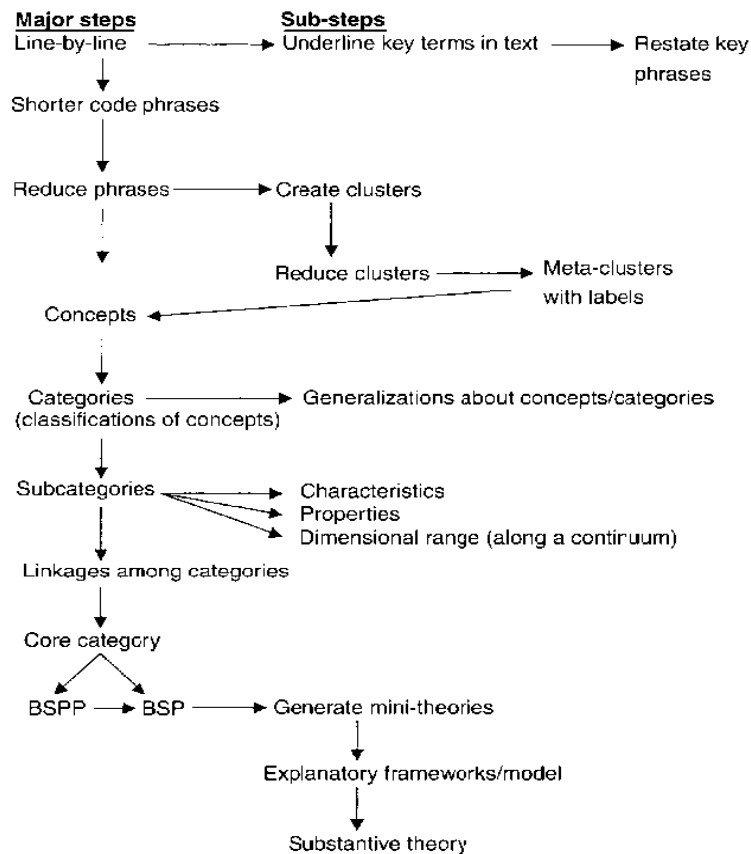 Major steps Sub-steps
Line-by-line Underline key terms in text Restate key
phrases
Shorter code phrases
Reduce phrases Create clusters
Reduce clusters Meta-clusters
with labels
Concepts
Categories Generalizations about concepts/categories
(classifications of concepts)
Subcategories Characteristics
Properties
Dimensional range (along a continuum)
Linkages among categories
Core category
BSPP BSP Generate mini-theories
Explanatory frameworks/model
Substantive theory